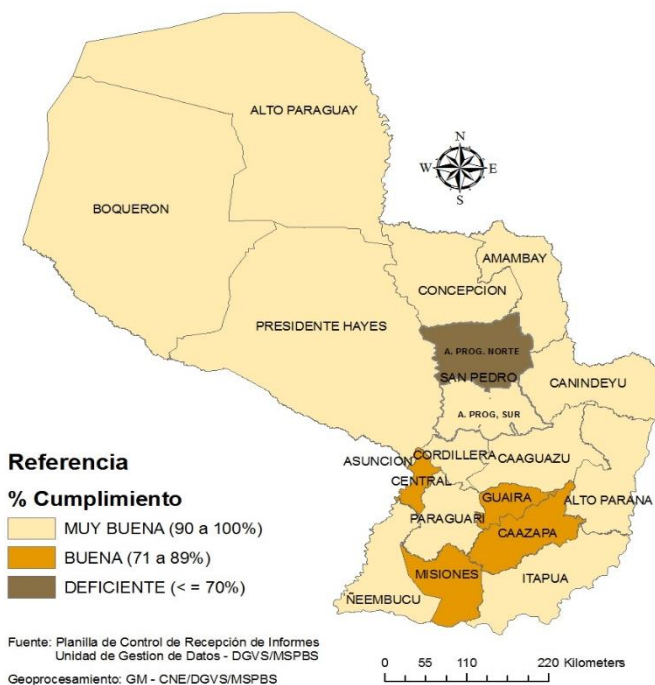 ALTO PARAGUAY
N
W E
S
BOQUERON
AMAMBAY
CONCEPCION
PRESIDENTE HAYES
A. PROG. NORTE
SAN PEDRO
CANINDEYU
A. PROG, SUR
ASUNCION
CORDILLERA
CAAGUAZU
CENTRAL
GUAIRA
ALTO PARANA
PARAGUARI
CAAZAPA
MISIONES
ITAPUA
ÑEEMBUCU
Referencia
% Cumplimiento
MUY BUENA (90 a 100%)
BUENA (71 a 89%)
DEFICIENTE (< = 70%)
Fuente: Planilla de Control de Recepción de Informes
Unidad de Gestion de Datos - DGVS/MSPBS
Geoprocesamiento: GM - CNE/DGVS/MSPBS
0 55 110 220 Kilometers